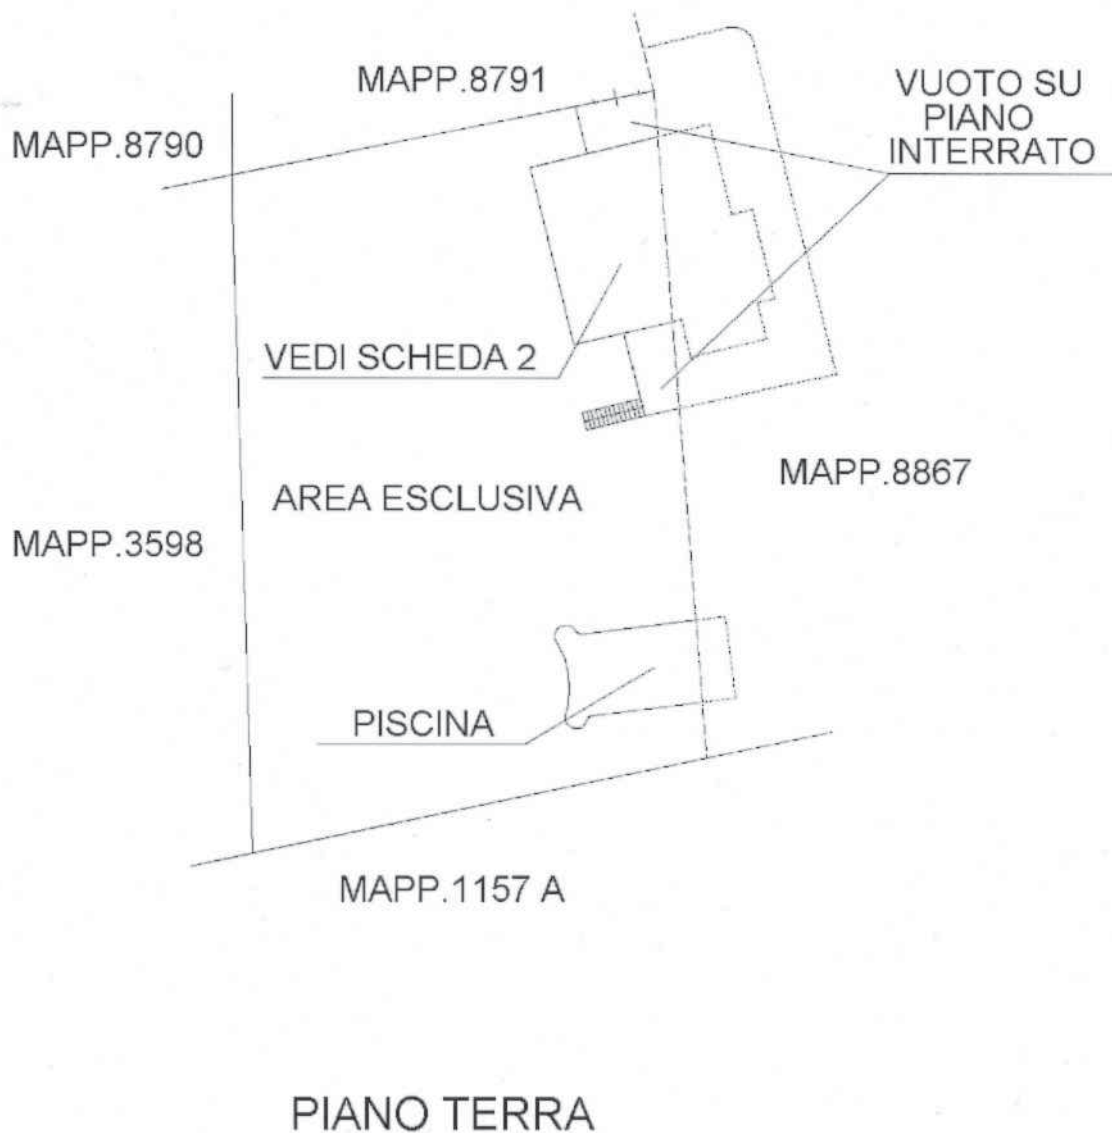 MAPP.8791
VUOTO SU
PIANO
INTERRATO
MAPP.8790
VEDI SCHEDA 2
MAPP.8867
AREA ESCLUSIVA
MAPP.3598
PISCINA
MAPP.1157 A
PIANO TERRA